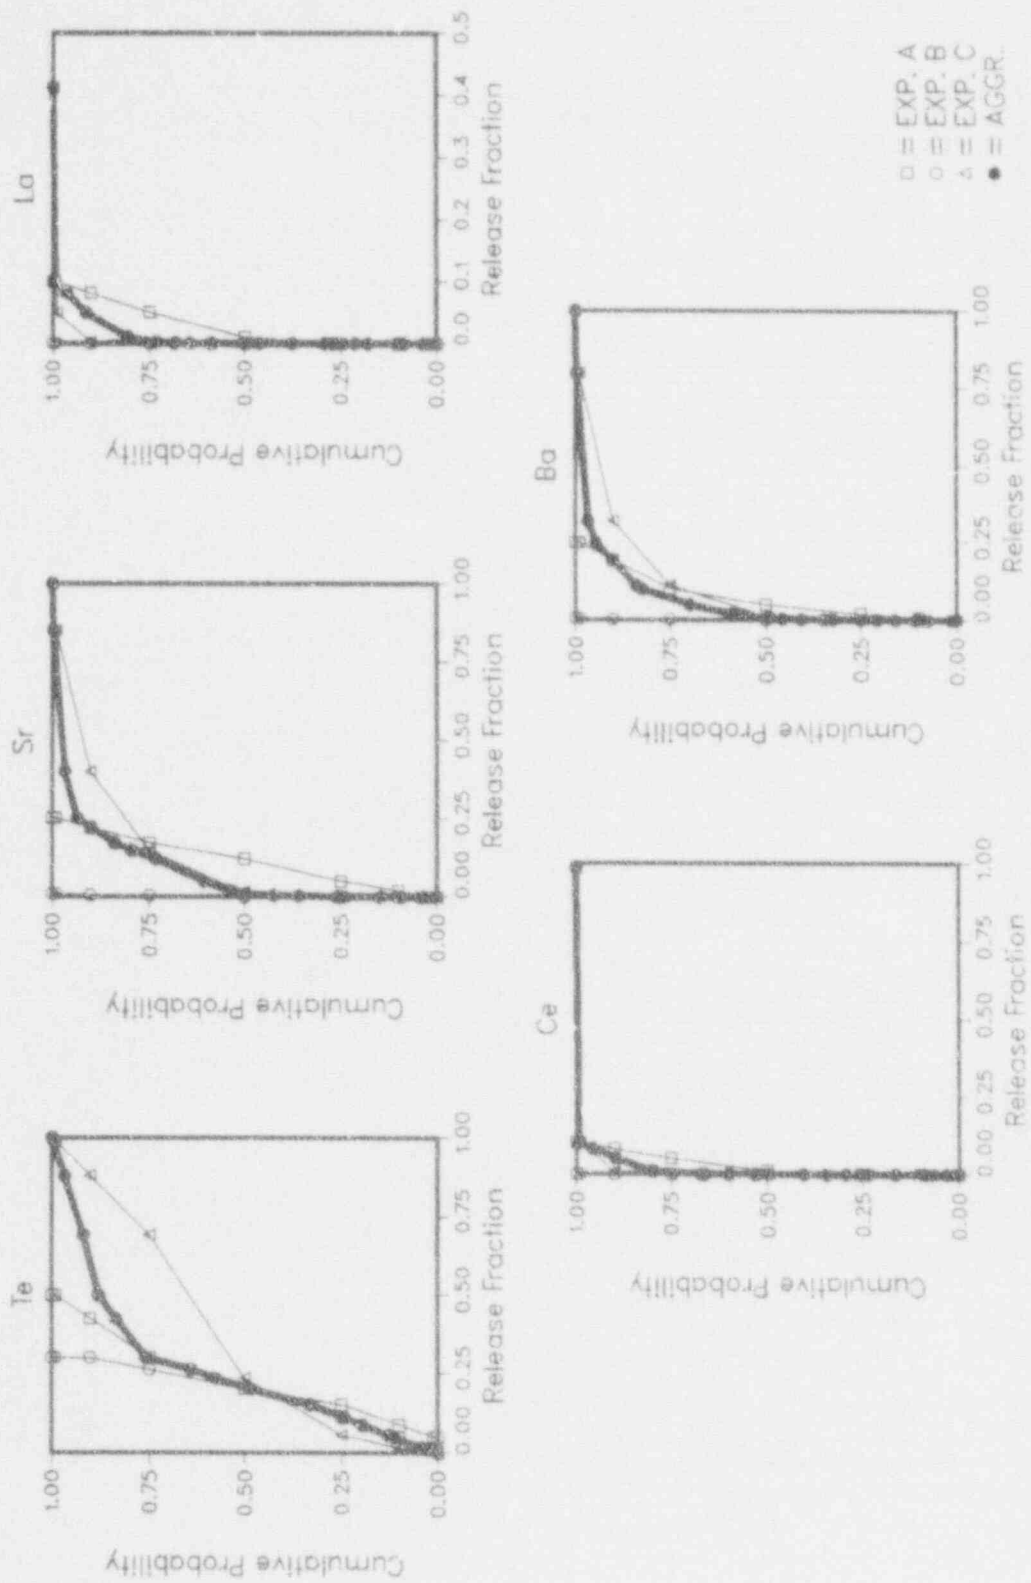 Te
Cumulative Probability
1.00
0.75
0.50
0.25
0.00
0.00 0.25 0.50 0.75 1.00
Release Fraction
Sr
Cumulative Probability
1.00
0.75
0.50
0.25
0.00
0.00 0.25 0.50 0.75 1.00
Release Fraction
La
Cumulative Probability
1.00
0.75
0.50
0.25
0.00
0.0 0.1 0.2 0.3 0.4 0.5
Release Fraction
Ce
Cumulative Probability
1.00
0.75
0.50
0.25
0.00
0.00 0.25 0.50 0.75 1.00
Release Fraction
Ba
Cumulative Probability
1.00
0.75
0.50
0.25
0.00
0.00 0.25 0.50 0.75 1.00
Release Fraction
□ = EXP. A
○ = EXP. B
△ = EXP. C
● = AGGR.